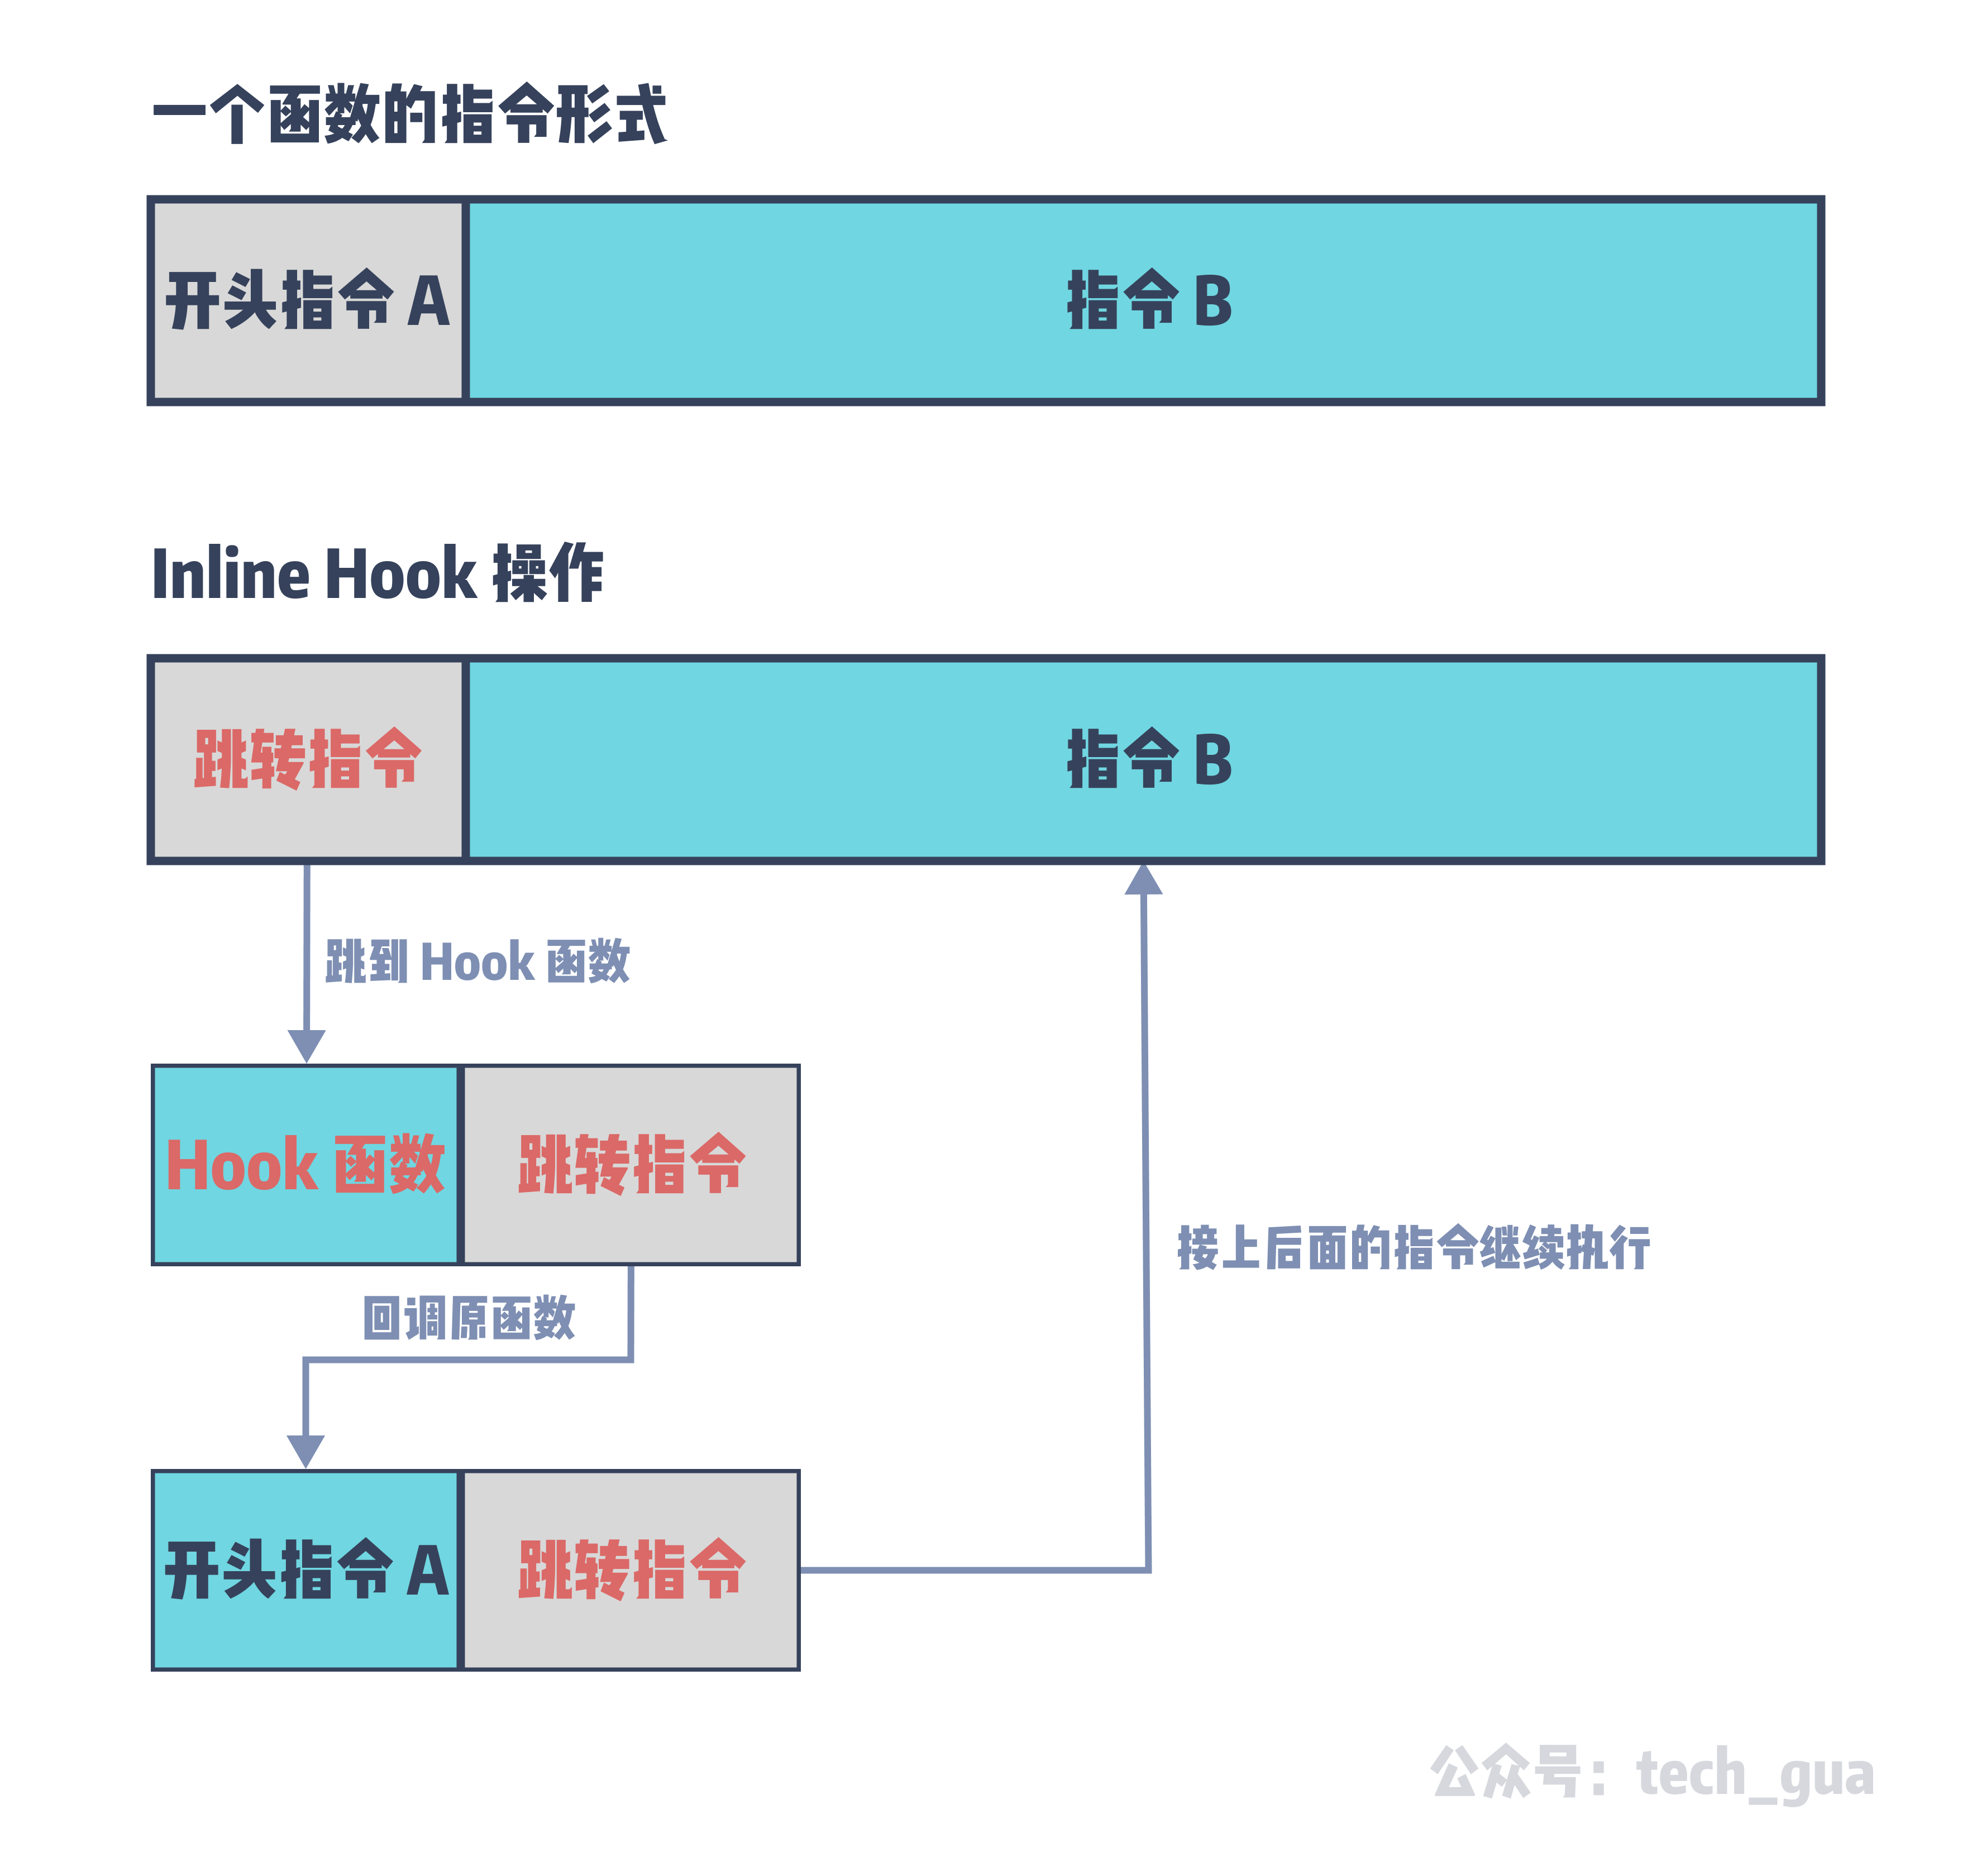 一个函数的指令形式
开头指令 A
指令 B
Inline Hook 操作
跳转指令
指令 B
跳到 Hook 函数
Hook 函数
跳转指令
接上后面的指令继续执行
回调原函数
开头指令 A
跳转指令
公众号：tech_gua